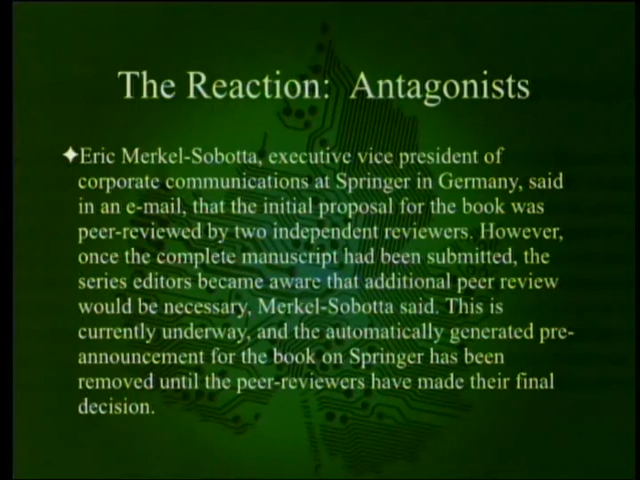 The Reaction: Antagonists
✦Eric Merkel-Sobotta, executive vice president of
corporate communications at Springer in Germany, said
in an e-mail, that the initial proposal for the book was
peer-reviewed by two independent reviewers. However,
once the complete manuscript had been submitted, the
series editors became aware that additional peer review
would be necessary, Merkel-Sobotta said. This is
currently underway, and the automatically generated pre-
announcement for the book on Springer has been
removed until the peer-reviewers have made their final
decision.